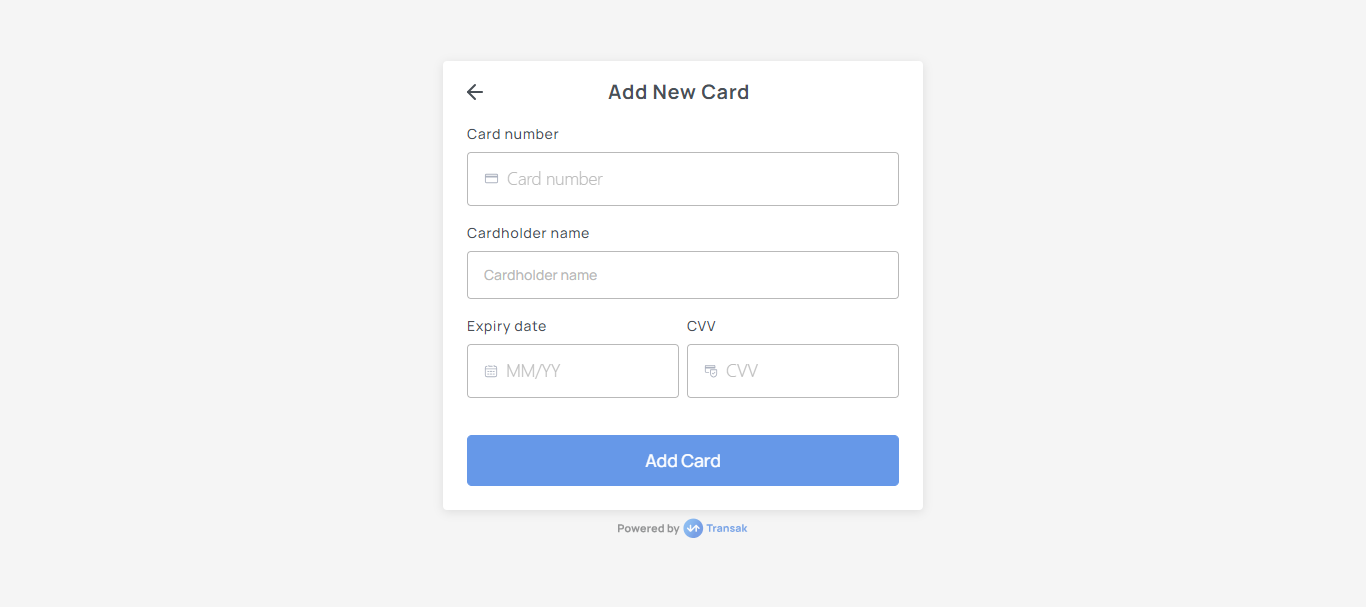 Add New Card
Card number
Card number
Cardholder name
Cardholder name
Expiry date CVV
MM/YY CVV
Add Card
Powered by Transak